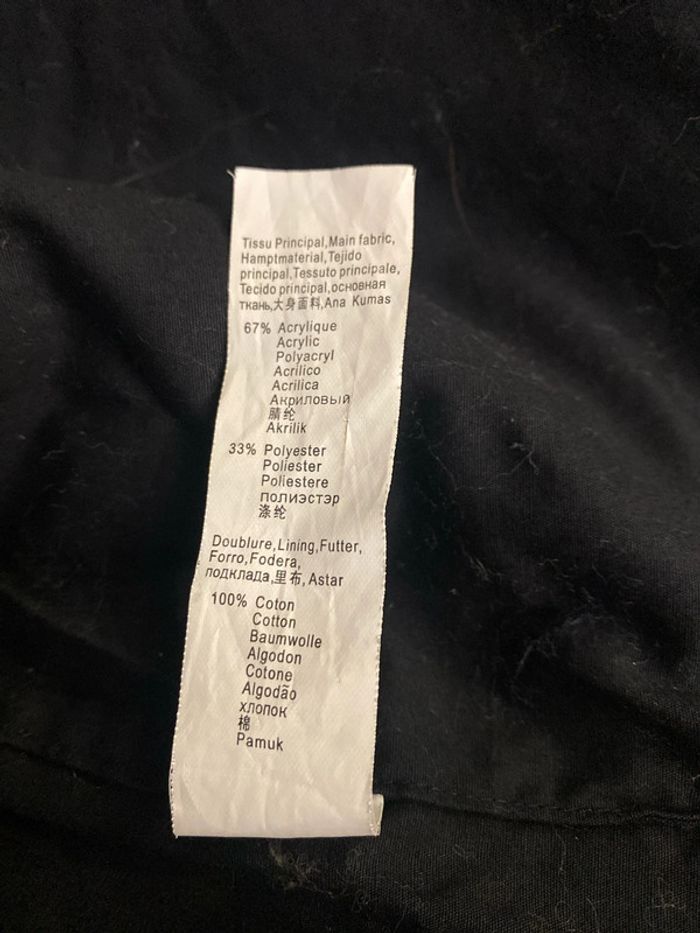 Tissu Principal,Main fabric,
Hamptmaterial,Tejido
principal,Tessuto principale,
Tecido principal,основная
ткань,大身面料,Ana Kumas
67% Acrylique
Acrylic
Polyacryl
Acrilico
Acrilica
Акриловый
腈纶
Akrilik
33% Polyester
Poliester
Poliestere
полиэстэр
涤纶
Doublure,Lining,Futter,
Forro,Fodera,
подклада,里布,Astar
100% Coton
Cotton
Baumwolle
Algodon
Cotone
Algodão
хлопок
棉
Pamuk